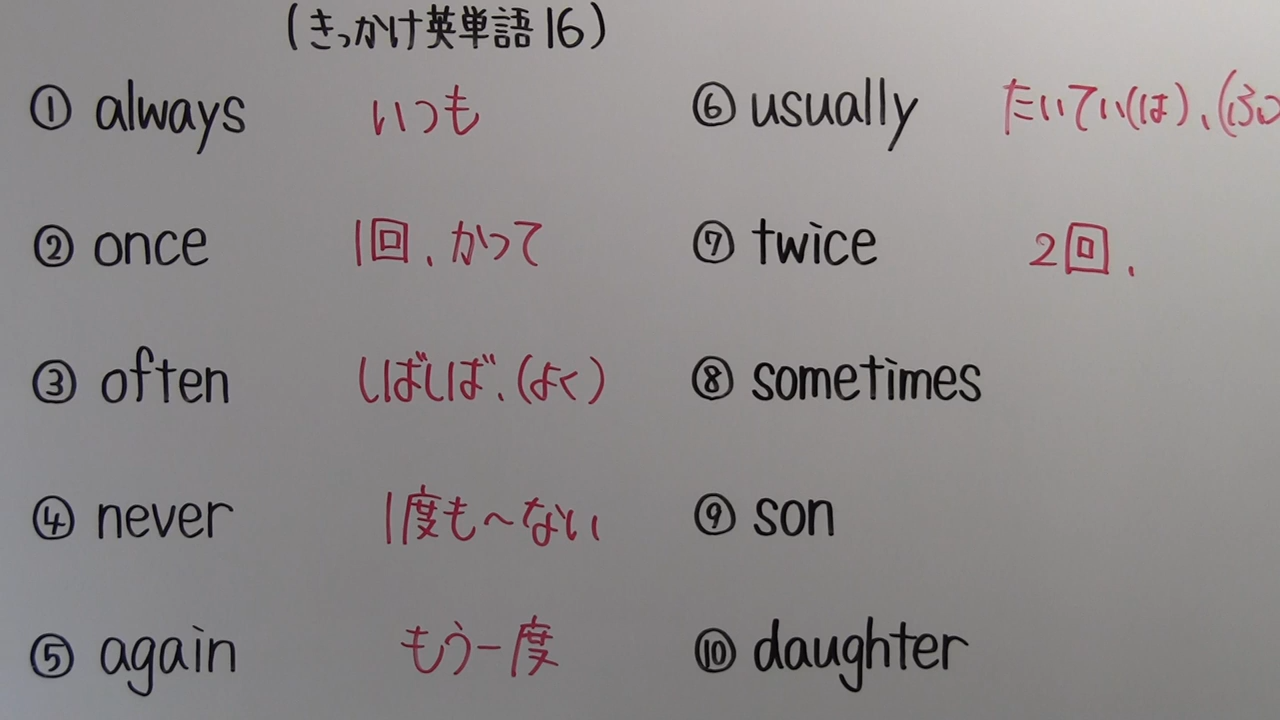 (きっかけ英単語16)
① always いつも
② once 1回、かつて
③ often しばしば、(よく)
④ never 1度も〜ない
⑤ again もう一度
⑥ usually たいてい(は)、(ふつ
⑦ twice 2回、
⑧ sometimes
⑨ son
⑩ daughter